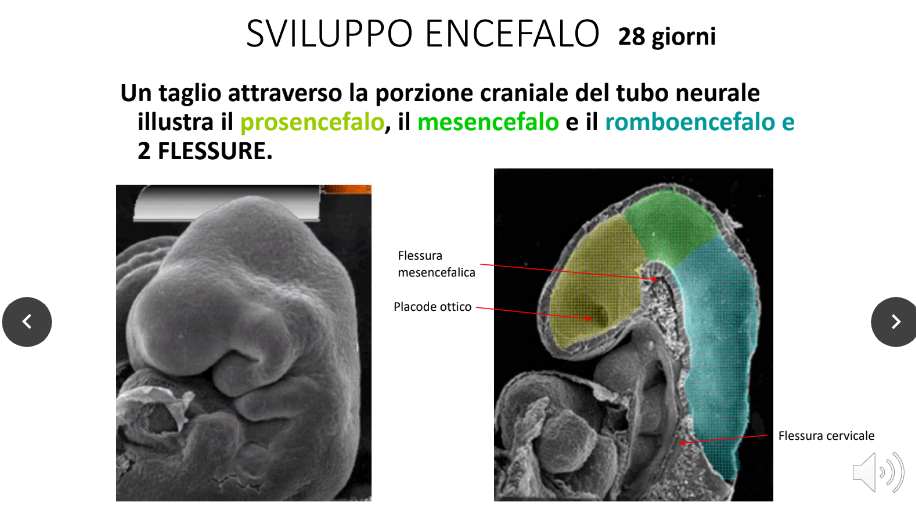 SVILUPPO ENCEFALO 28 giorni
Un taglio attraverso la porzione craniale del tubo neurale
illustra il prosencefalo, il mesencefalo e il romboencefalo e
2 FLESSURE.
Flessura
mesencefalica
Placode ottico
Flessura cervicale